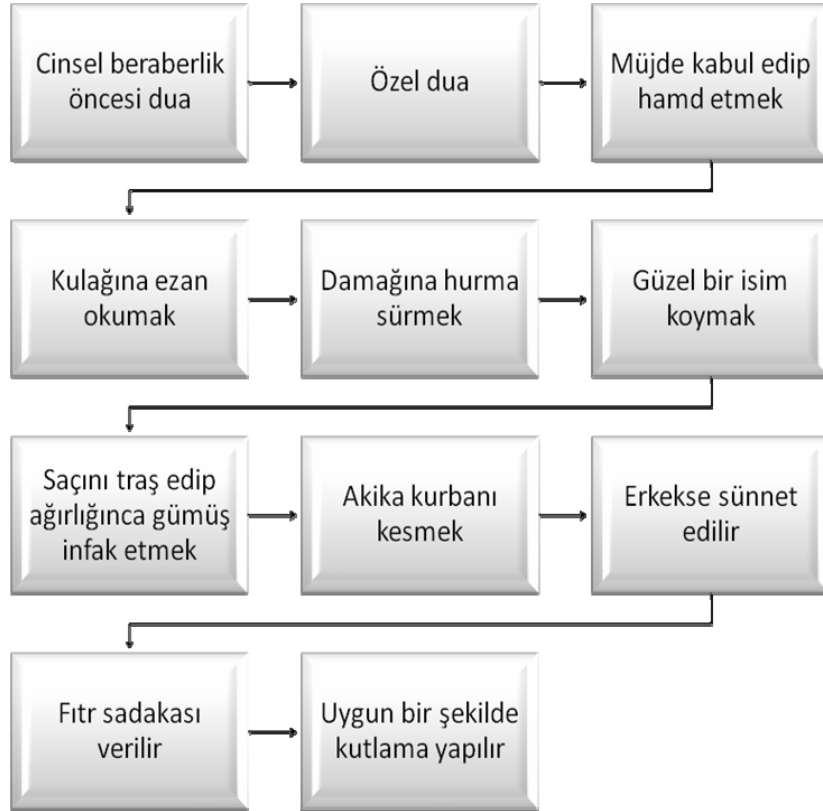 Cinsel beraberlik
öncesi dua
Özel dua
Müjde kabul edip
hamd etmek
Kulağına ezan
okumak
Damağına hurma
sürmek
Güzel bir isim
koymak
Saçını traş edip
ağırlığınca gümüş
infak etmek
Akika kurbanı
kesmek
Erkekse sünnet
edilir
Fıtr sadakası
verilir
Uygun bir şekilde
kutlama yapılır